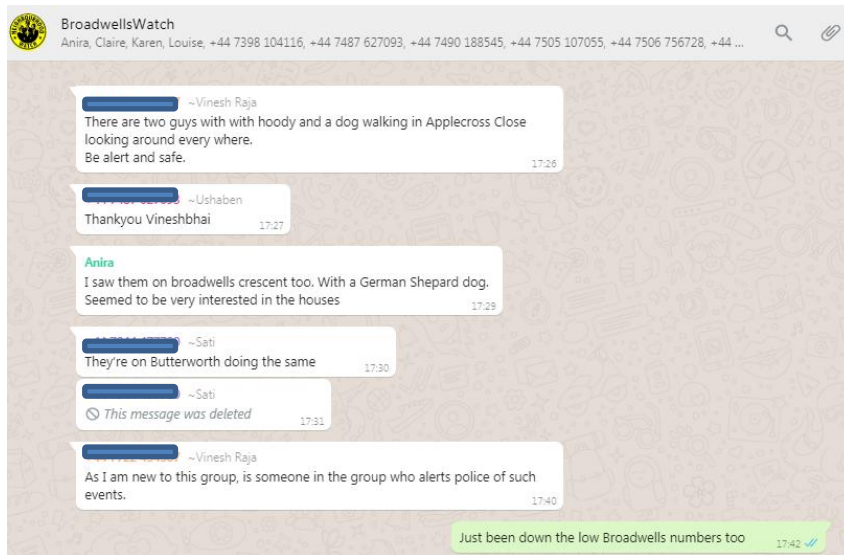 BroadwellsWatch
Anira, Claire, Karen, Louise, +44 7398 104116, +44 7487 627093, +44 7490 188545, +44 7505 107055, +44 7506 756728, +44 ...
~Vinesh Raja
There are two guys with with hoody and a dog walking in Applecross Close
looking around every where.
Be alert and safe.
17:26
~Ushaben
Thankyou Vineshbhai
17:27
Anira
I saw them on broadwells crescent too. With a German Shepard dog.
Seemed to be very interested in the houses
17:29
~Sati
They're on Butterworth doing the same
17:30
~Sati
This message was deleted
17:31
~Vinesh Raja
As I am new to this group, is someone in the group who alerts police of such
events.
17:40
Just been down the low Broadwells numbers too
17:42